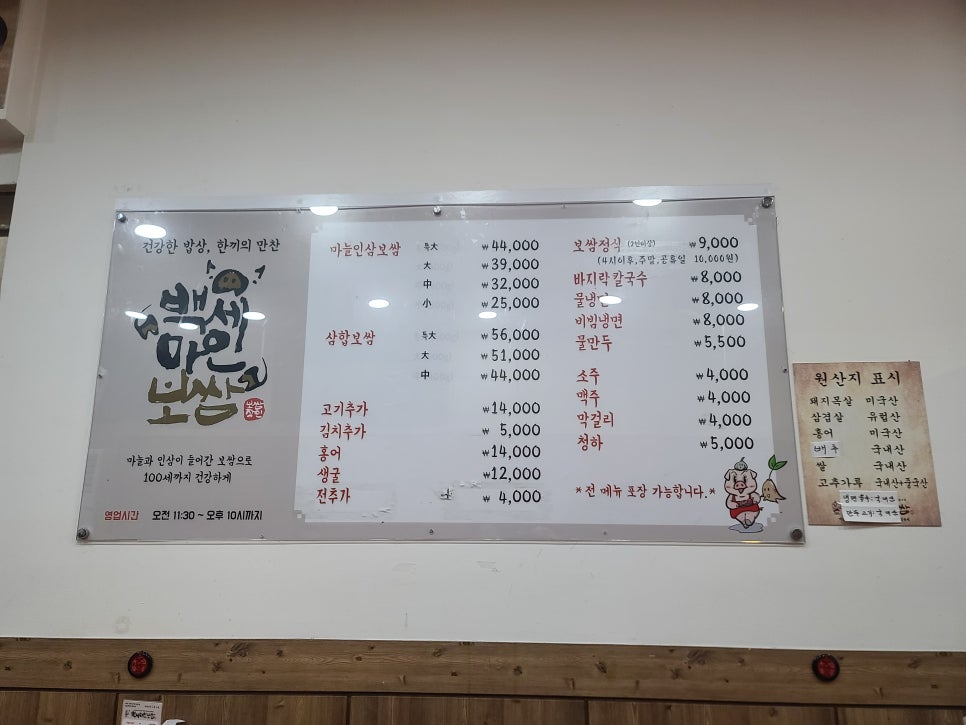 건강한 밥상, 한끼의 만찬
백세
마인
보쌈
마늘과 인삼이 들어간 보쌈으로
100세까지 건강하게
영업시간 오전 11:30 ~ 오후 10시까지
마늘인삼보쌈 특大 ₩44,000
大 ₩39,000
中 ₩32,000
小 ₩25,000
삼합보쌈 특大 ₩56,000
大 ₩51,000
中 ₩44,000
고기추가 ₩14,000
김치추가 ₩5,000
홍어 ₩14,000
생굴 ₩12,000
전추가 ₩4,000
보쌈정식 (2인이상) ₩9,000
(4시이후,주말,공휴일 10,000원)
바지락칼국수 ₩8,000
물냉면 ₩8,000
비빔냉면 ₩8,000
물만두 ₩5,500
소주 ₩4,000
맥주 ₩4,000
막걸리 ₩4,000
청하 ₩5,000
*전 메뉴 포장 가능합니다.*
원산지 표시
돼지목살 미국산
삼겹살 유럽산
홍어 미국산
배추 국내산
쌀 국내산
고추가루 국내산+중국산